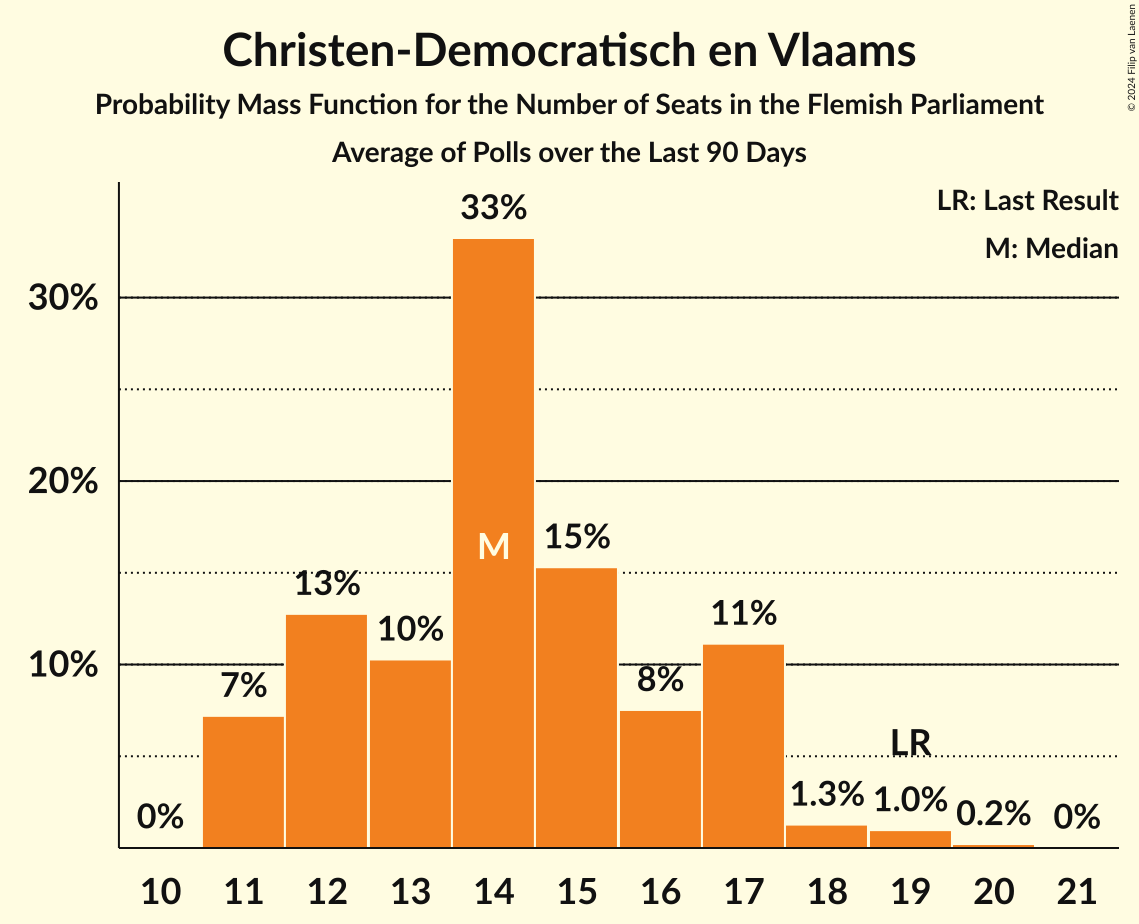 Christen-Democratisch en Vlaams
Probability Mass Function for the Number of Seats in the Flemish Parliament
Average of Polls over the Last 90 Days
© 2024 Filip van Laenen
LR: Last Result
M: Median
33%
30%
20%
M
15%
13%
10%
11%
10%
8%
7%
LR
0%
1.3%
1.0%
0.2%
0%
10 11 12 13 14 15 16 17 18 19 20 21